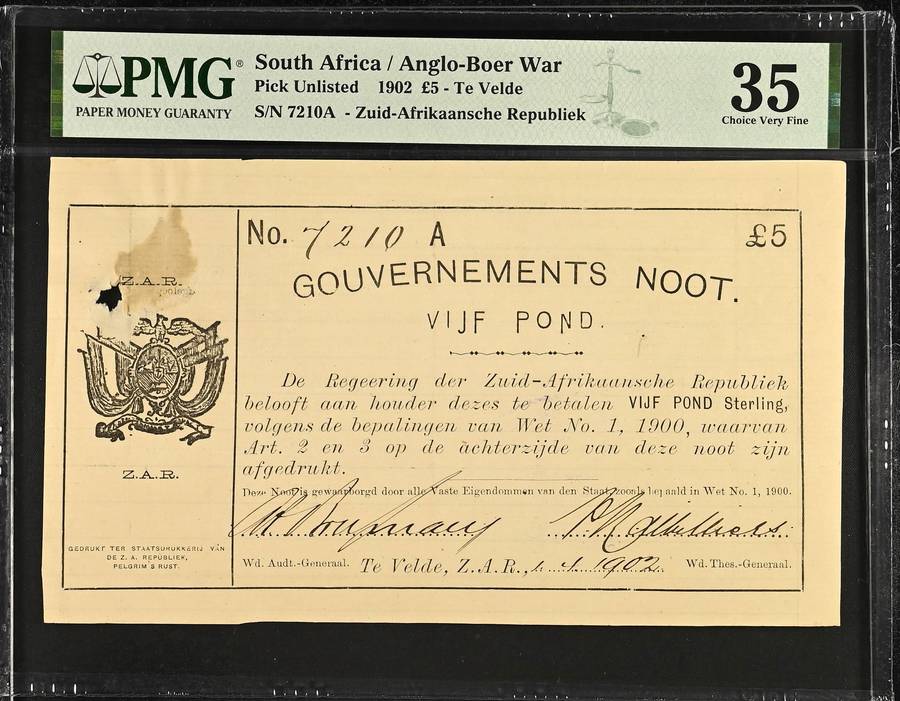 PMG®
PAPER MONEY GUARANTY
South Africa / Anglo-Boer War
Pick Unlisted 1902 £5 - Te Velde
S/N 7210A - Zuid-Afrikaansche Republiek
35
Choice Very Fine
No. 7210 A £5
GOUVERNEMENTS NOOT.
VIJF POND.
Z.A.R.
De Regeering der Zuid-Afrikaansche Republiek
belooft aan houder dezes te betalen VIJF POND Sterling,
volgens de bepalingen van Wet No. 1, 1900, waarvan
Art. 2 en 3 op de achterzijde van deze noot zijn
afgedrukt.
Z.A.R.
Deze Noot is gewaarborgd door alle Vaste Eigendommen van den Staat zooals bepaald in Wet No. 1, 1900.
GEDRUKT TER STAATSDRUKKERIJ VAN
DE Z. A. REPUBLIEK,
PELGRIM'S RUST.
Wd. Audt.-Generaal. Te Velde, Z.A.R., 1902. Wd. Thes.-Generaal.